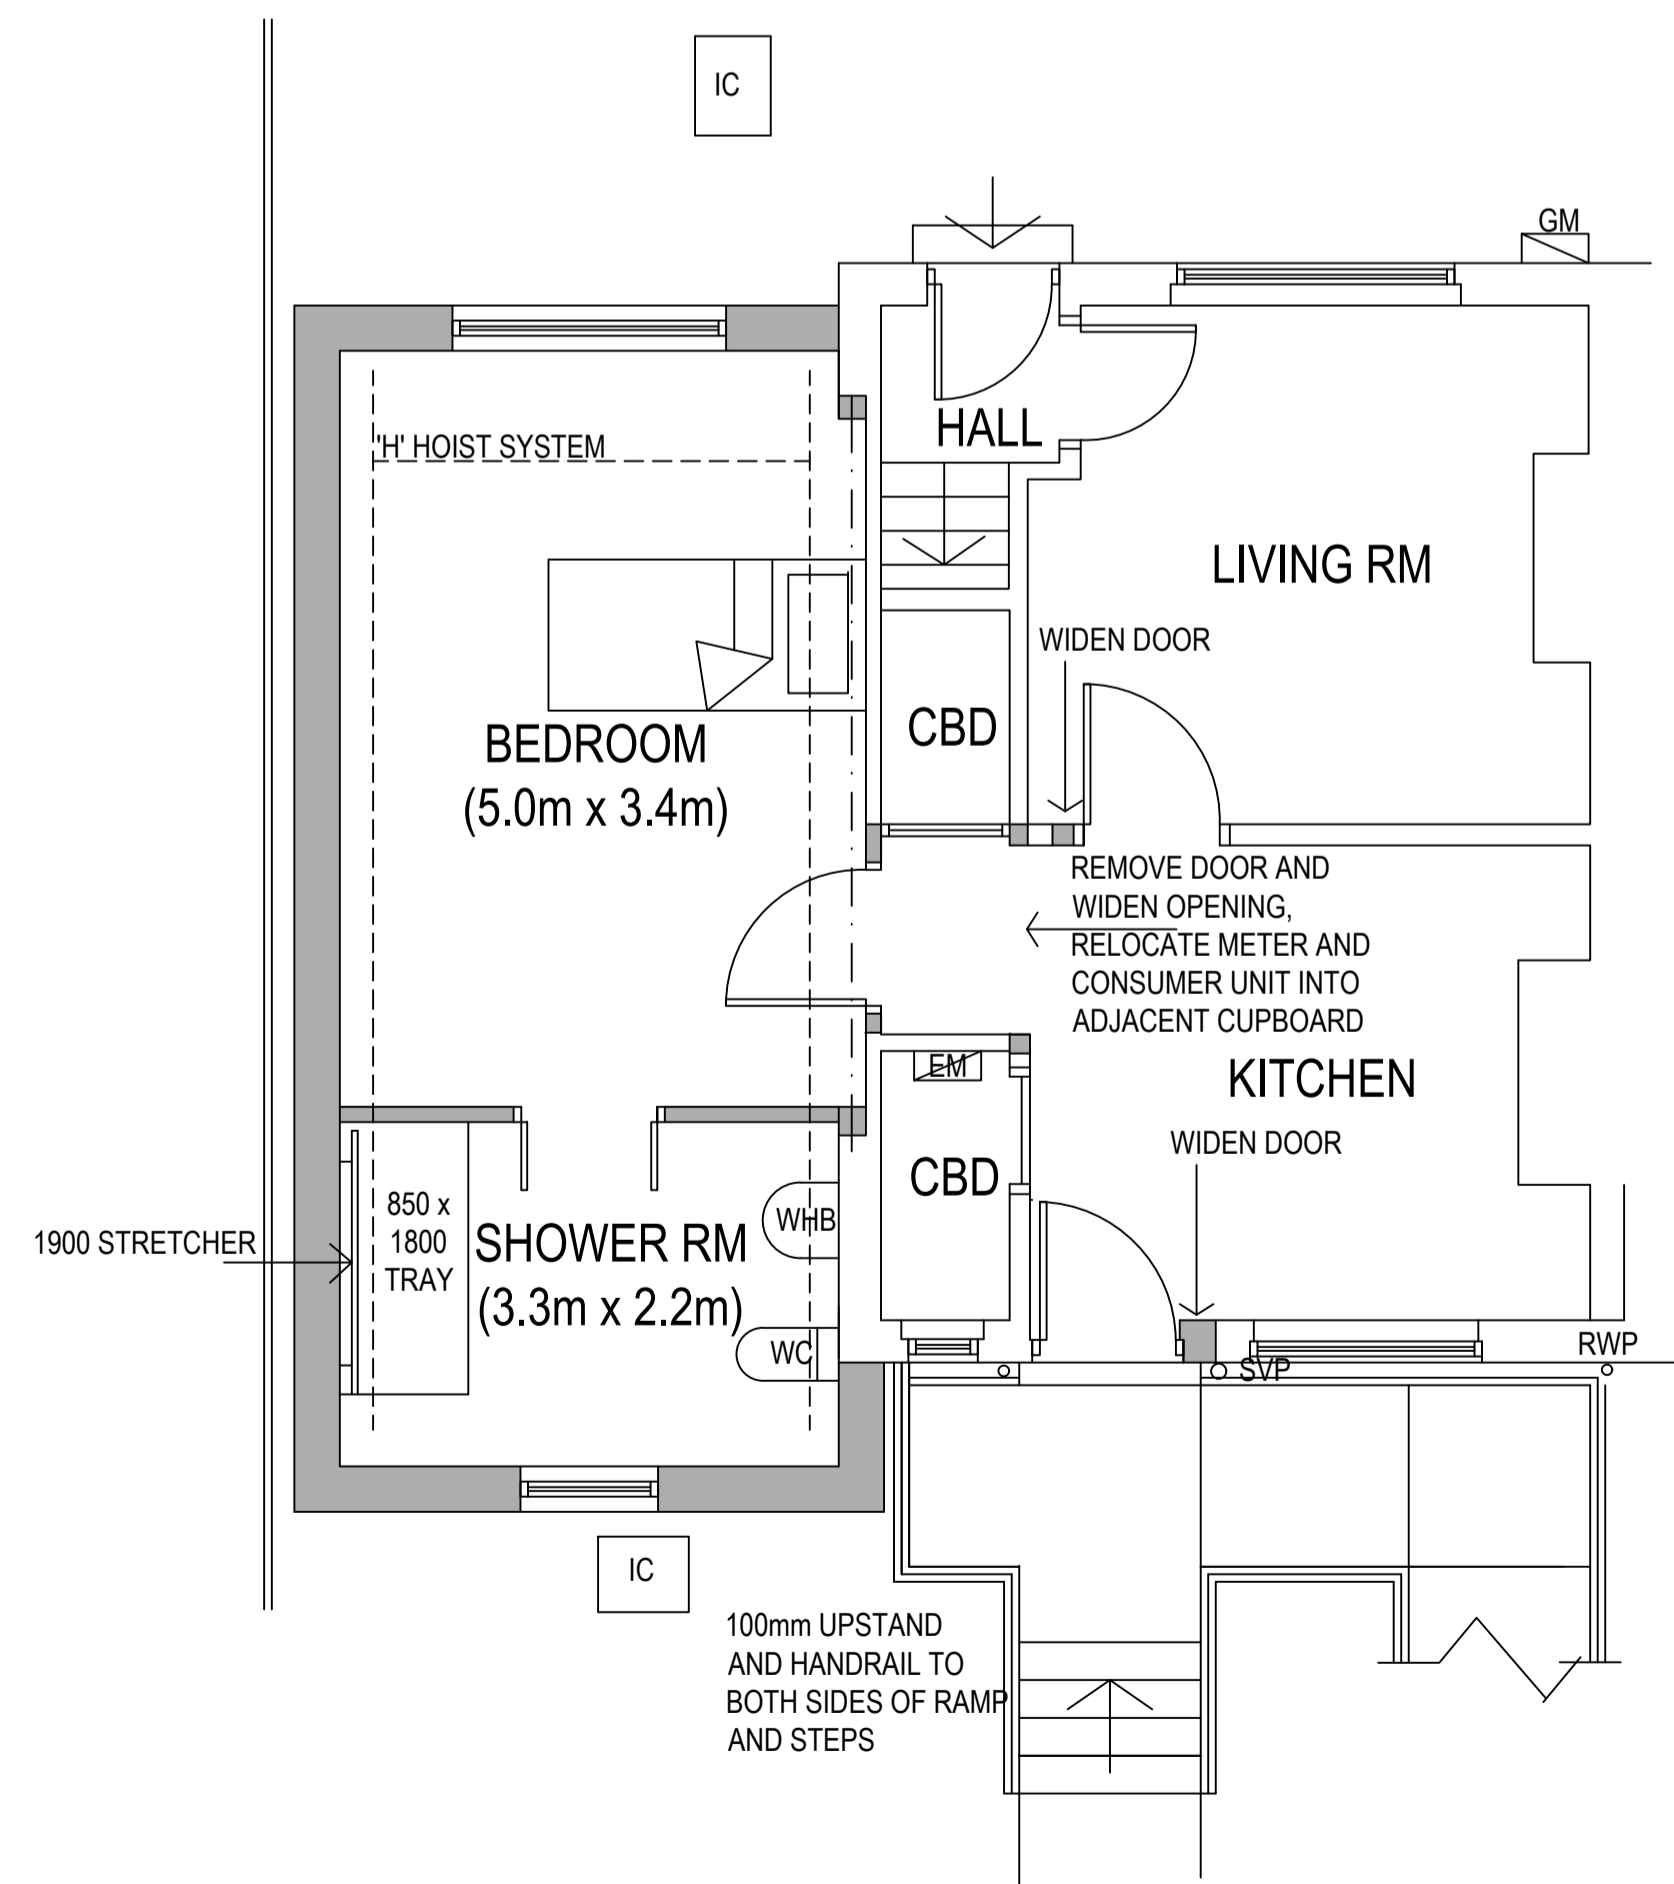 IC
GM
'H' HOIST SYSTEM
HALL
LIVING RM
WIDEN DOOR
CBD
BEDROOM
(5.0m x 3.4m)
REMOVE DOOR AND
WIDEN OPENING,
RELOCATE METER AND
CONSUMER UNIT INTO
ADJACENT CUPBOARD
EM
KITCHEN
WIDEN DOOR
CBD
850 x
1800
TRAY
1900 STRETCHER
SHOWER RM
(3.3m x 2.2m)
WHB
WC
SVP
RWP
IC
100mm UPSTAND
AND HANDRAIL TO
BOTH SIDES OF RAMP
AND STEPS